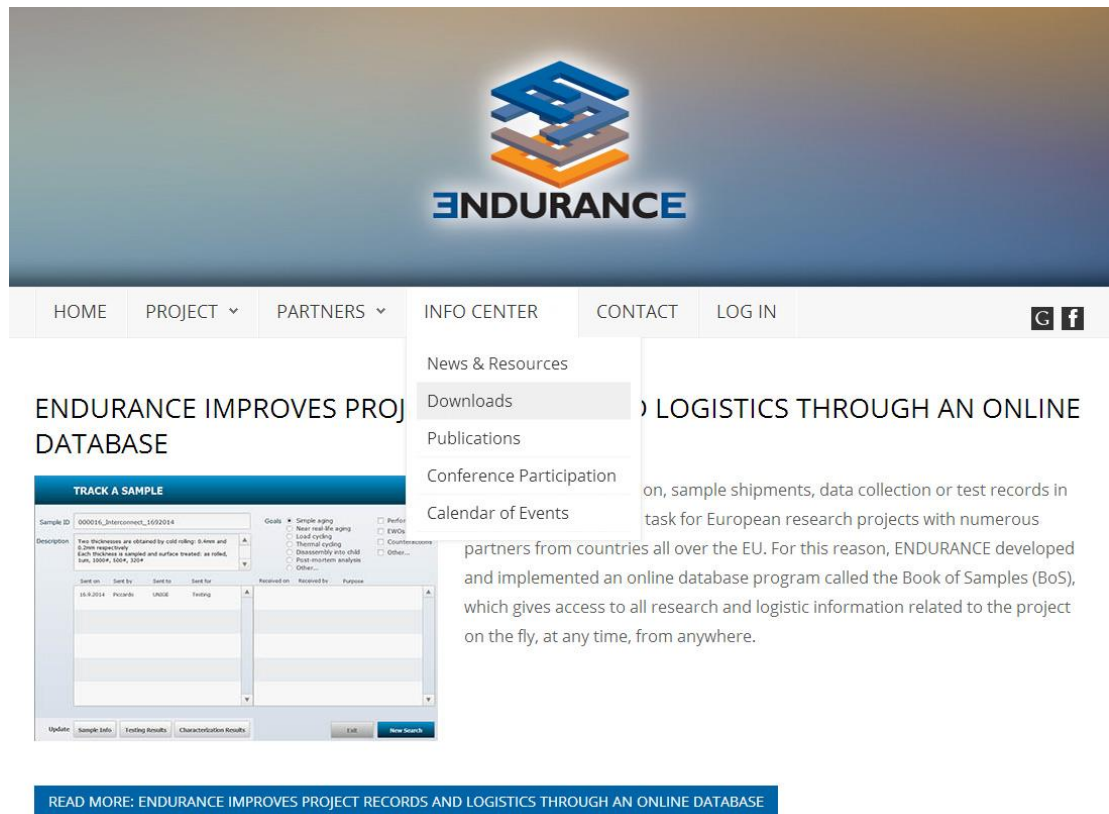 ENDURANCE
HOME PROJECT PARTNERS INFO CENTER CONTACT LOG IN G f
News & Resources
Downloads
Publications
Conference Participation
Calendar of Events
ENDURANCE IMPROVES PROJ LOGISTICS THROUGH AN ONLINE
DATABASE
on, sample shipments, data collection or test records in
task for European research projects with numerous
partners from countries all over the EU. For this reason, ENDURANCE developed
and implemented an online database program called the Book of Samples (BoS),
which gives access to all research and logistic information related to the project
on the fly, at any time, from anywhere.
TRACK A SAMPLE
Sample ID 000016_Interconnect_1692014
Description Two thicknesses are obtained by cold rolling: 0.4mm and
0.2mm respectively
Each thickness is sampled and surface treated: as rolled,
1um, 1000#, 500#, 320#
Goals Simple aging
Near real-life aging
Load cycling
Thermal cycling
Disassembly into child
Post-mortem analysis
Other...
Perfor
EWOs
Counteractions
Other...
Sent on Sent by Sent to Sent for Received on Received by Purpose
16.9.2014 Piccardo UNIGE Testing
Update Sample Info Testing Results Characterization Results Exit New Search
READ MORE: ENDURANCE IMPROVES PROJECT RECORDS AND LOGISTICS THROUGH AN ONLINE DATABASE